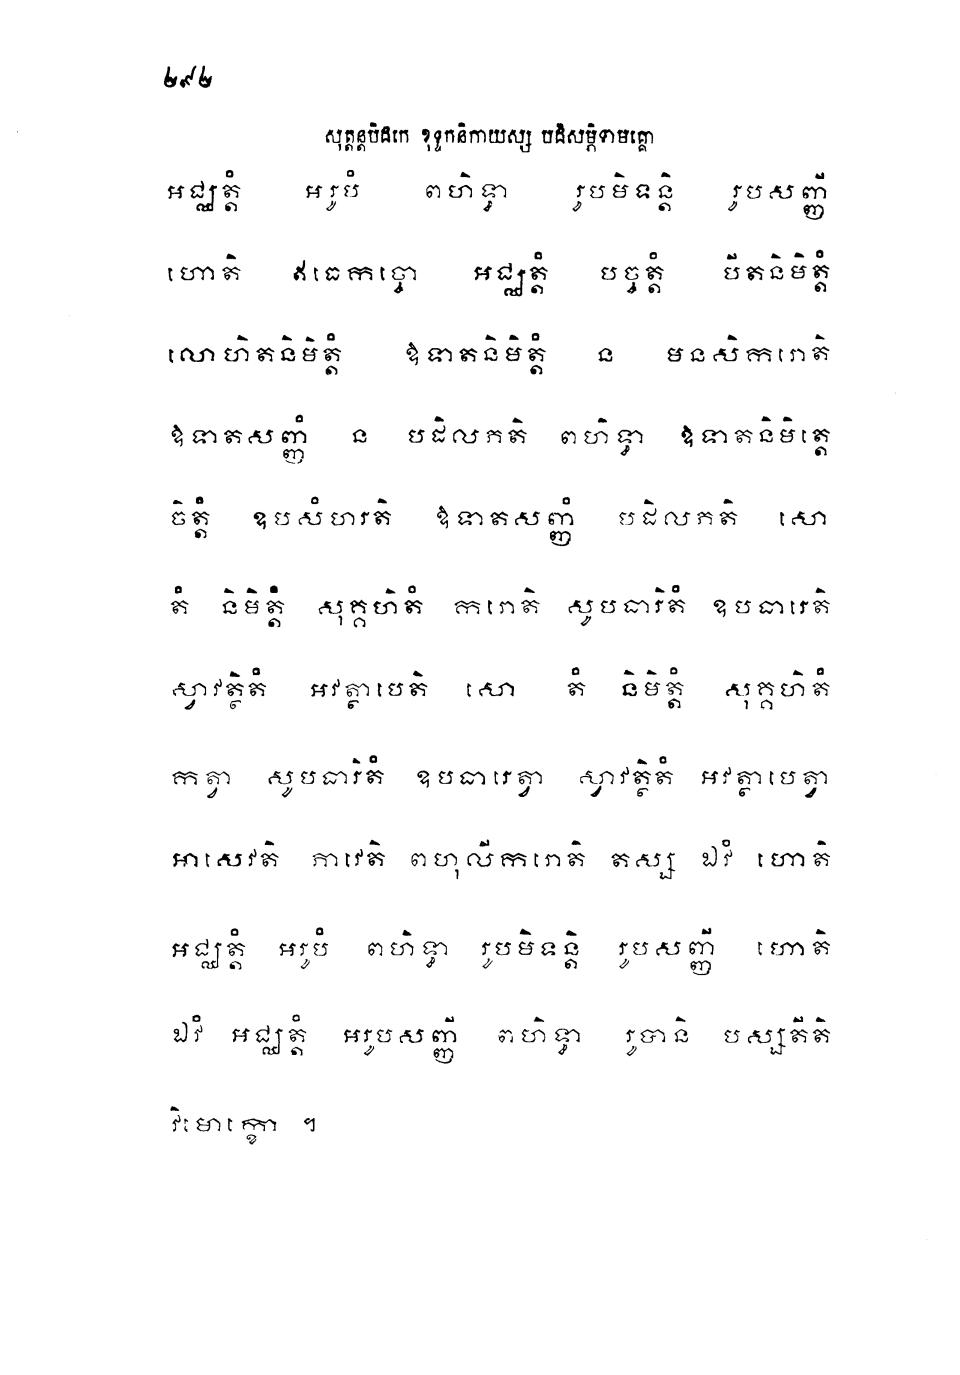 ២៩២
សុត្តន្តបិដកេ ខុទ្ទកនិកាយស្ស បដិសម្ភិទាមគ្គោ
អជ្ឈត្តំ អរូបំ ពហិទ្ធា រូបមិទន្តិ រូបសញ្ញី
ហោតិ ឥធេកច្ចោ អជ្ឈត្តំ បច្ចត្តំ បីតនិមិត្តំ
លោហិតនិមិត្តំ ឱទាតនិមិត្តំ ន មនសិករោតិ
ឱទាតសញ្ញំ ន បដិលភតិ ពហិទ្ធា ឱទាតនិមិត្តេ
ចិត្តំ ឧបសំហរតិ ឱទាតសញ្ញំ បដិលភតិ សោ
តំ និមិត្តំ សុគ្គហិតំ ករោតិ សូបធារិតំ ឧបធារេតិ
ស្វាវត្ថិតំ អវត្ថាបេតិ សោ តំ និមិត្តំ សុគ្គហិតំ
កត្វា សូបធារិតំ ឧបធារេត្វា ស្វាវត្ថិតំ អវត្ថាបេត្វា
អាសេវតិ ភាវេតិ ពហុលីករោតិ តស្ស ឯវំ ហោតិ
អជ្ឈត្តំ អរូបំ ពហិទ្ធា រូបមិទន្តិ រូបសញ្ញី ហោតិ
ឯវំ អជ្ឈត្តំ អរូបសញ្ញី ពហិទ្ធា រូបានិ បស្សតីតិ
វិមោក្ខោ ។